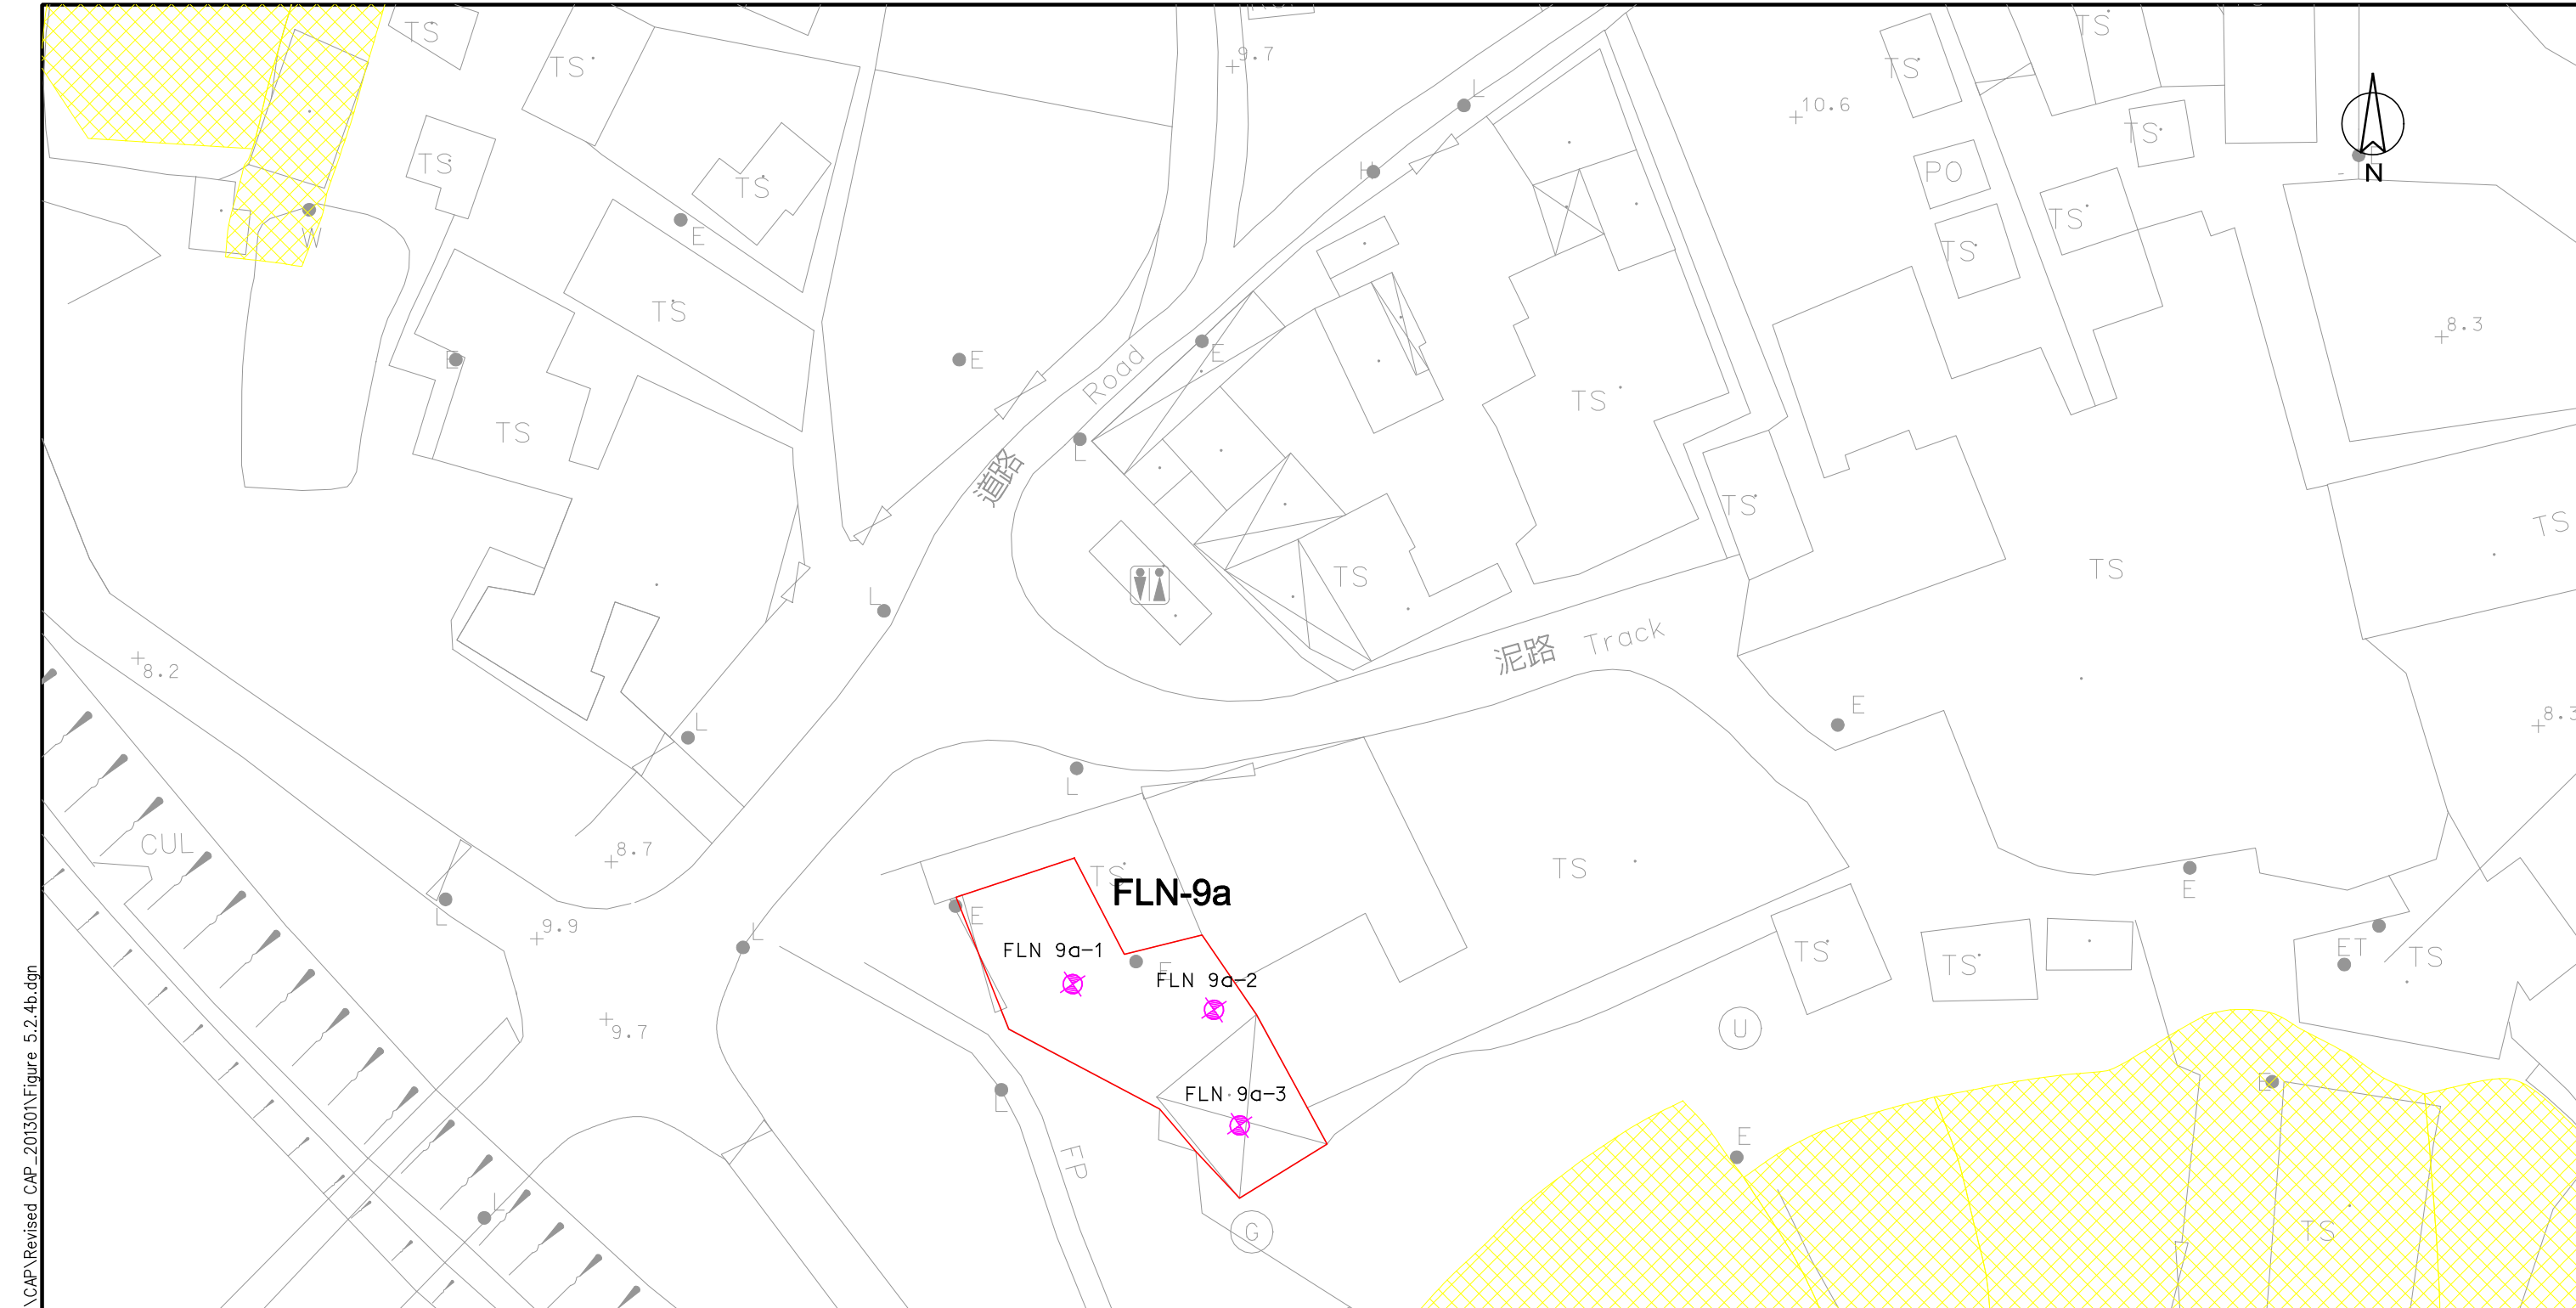 TS
TS
9.7
TS
TS
L
10.6
TS
TS
H
TS
PO
N
TS
TS
W
E
TS
TS
8.3
E
E
E
Road
TS
TS
L
道路
TS
TS
TS
TS
L
泥路 Track
8.2
L
E
8.3
L
CUL
8.7
TS
TS
E
FLN-9a
L
9.9
E
L
FLN 9a-1
TS
TS
ET
TS
FLN 9a-2
9.7
U
E
FLN 9a-3
L
E
FP
L
G
TS
\CAP\Revised CAP_201301\Figure 5.2.4b.dgn